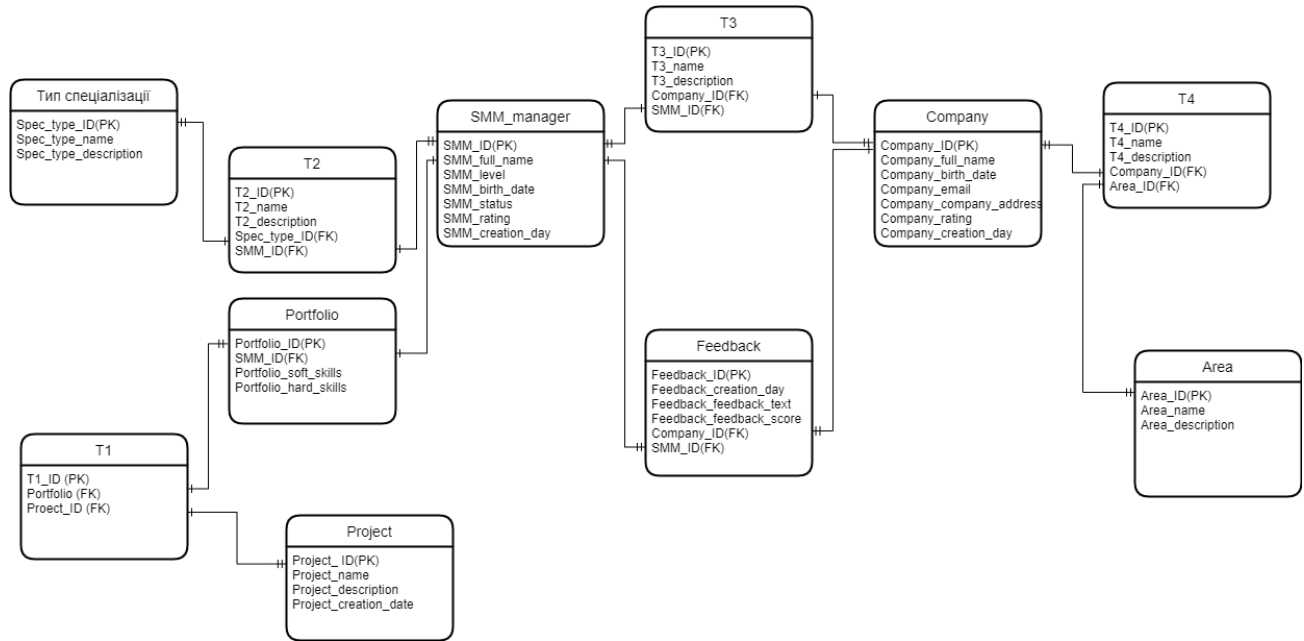 T3
T3_ID(PK)
T3_name
T3_description
Company_ID(FK)
SMM_ID(FK)
Тип спеціалізації
Spec_type_ID(PK)
Spec_type_name
Spec_type_description
T4
T4_ID(PK)
T4_name
T4_description
Company_ID(FK)
Area_ID(FK)
SMM_manager
SMM_ID(PK)
SMM_full_name
SMM_level
SMM_birth_date
SMM_status
SMM_rating
SMM_creation_day
Company
Company_ID(PK)
Company_full_name
Company_birth_date
Company_email
Company_company_address
Company_rating
Company_creation_day
T2
T2_ID(PK)
T2_name
T2_description
Spec_type_ID(FK)
SMM_ID(FK)
Portfolio
Portfolio_ID(PK)
SMM_ID(FK)
Portfolio_soft_skills
Portfolio_hard_skills
Feedback
Feedback_ID(PK)
Feedback_creation_day
Feedback_feedback_text
Feedback_feedback_score
Company_ID(FK)
SMM_ID(FK)
Area
Area_ID(PK)
Area_name
Area_description
T1
T1_ID (PK)
Portfolio (FK)
Proect_ID (FK)
Project
Project_ ID(PK)
Project_name
Project_description
Project_creation_date